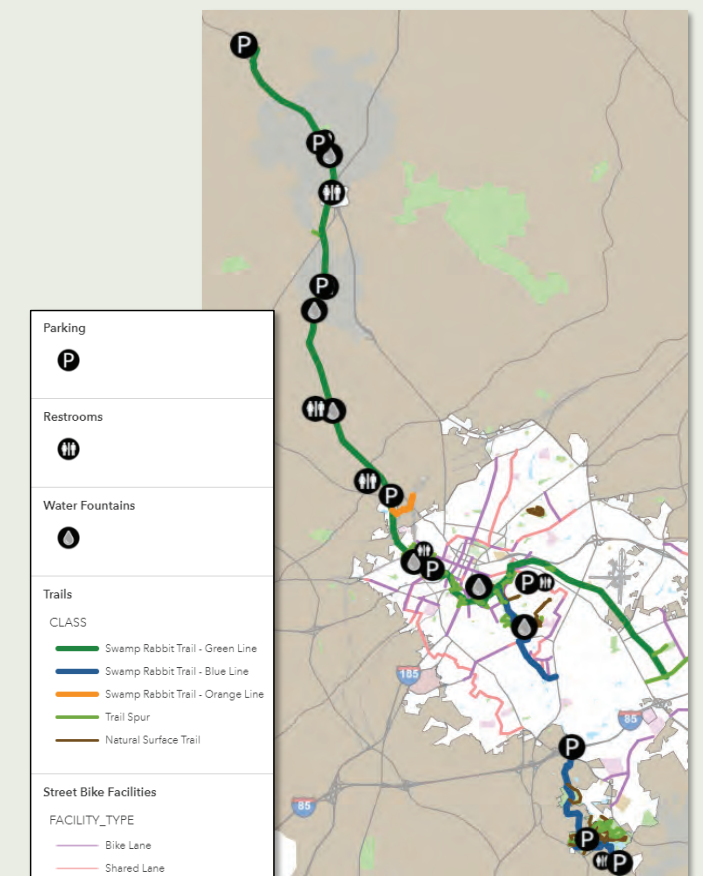 Parking
P
Restrooms
Water Fountains
Trails
CLASS
Swamp Rabbit Trail - Green Line
Swamp Rabbit Trail - Blue Line
Swamp Rabbit Trail - Orange Line
Trail Spur
Natural Surface Trail
Street Bike Facilities
FACILITY_TYPE
Bike Lane
Shared Lane
P
P
P
P
P
P
185
85
85
P
P
P